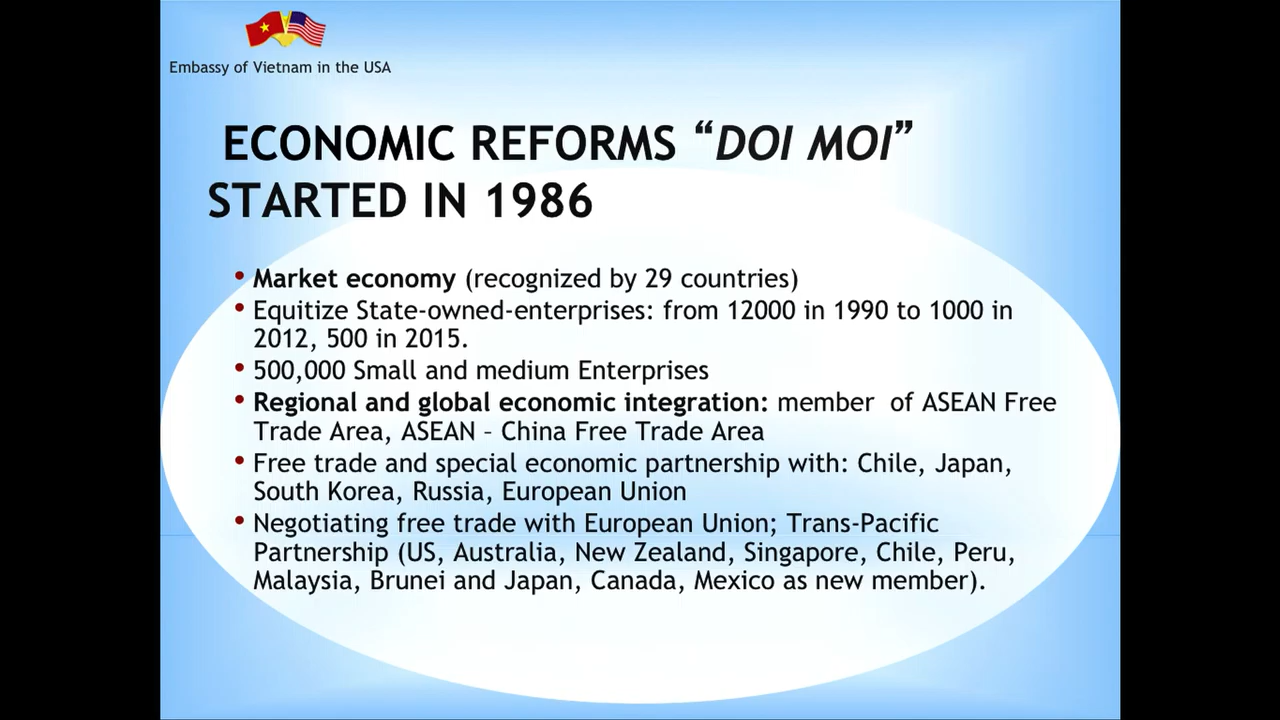 Embassy of Vietnam in the USA
ECONOMIC REFORMS “DOI MOI”
STARTED IN 1986
• Market economy (recognized by 29 countries)
• Equitize State-owned-enterprises: from 12000 in 1990 to 1000 in
2012, 500 in 2015.
• 500,000 Small and medium Enterprises
• Regional and global economic integration: member  of ASEAN Free
Trade Area, ASEAN – China Free Trade Area
• Free trade and special economic partnership with: Chile, Japan,
South Korea, Russia, European Union
• Negotiating free trade with European Union; Trans-Pacific
Partnership (US, Australia, New Zealand, Singapore, Chile, Peru,
Malaysia, Brunei and Japan, Canada, Mexico as new member).